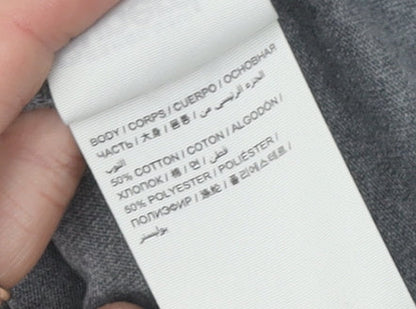 BODY / CORPS / CUERPO / ОСНОВНАЯ
ЧАСТЬ / 大身 / 몸통 / الجزء الرئيسي من
الثوب
50% COTTON / COTON / ALGODÓN /
ХЛОПОК / 棉 / 면 / قطن
50% POLYESTER / POLIÉSTER /
ПОЛИЭФИР / 涤纶 / 폴리에스테르 /
بوليستر